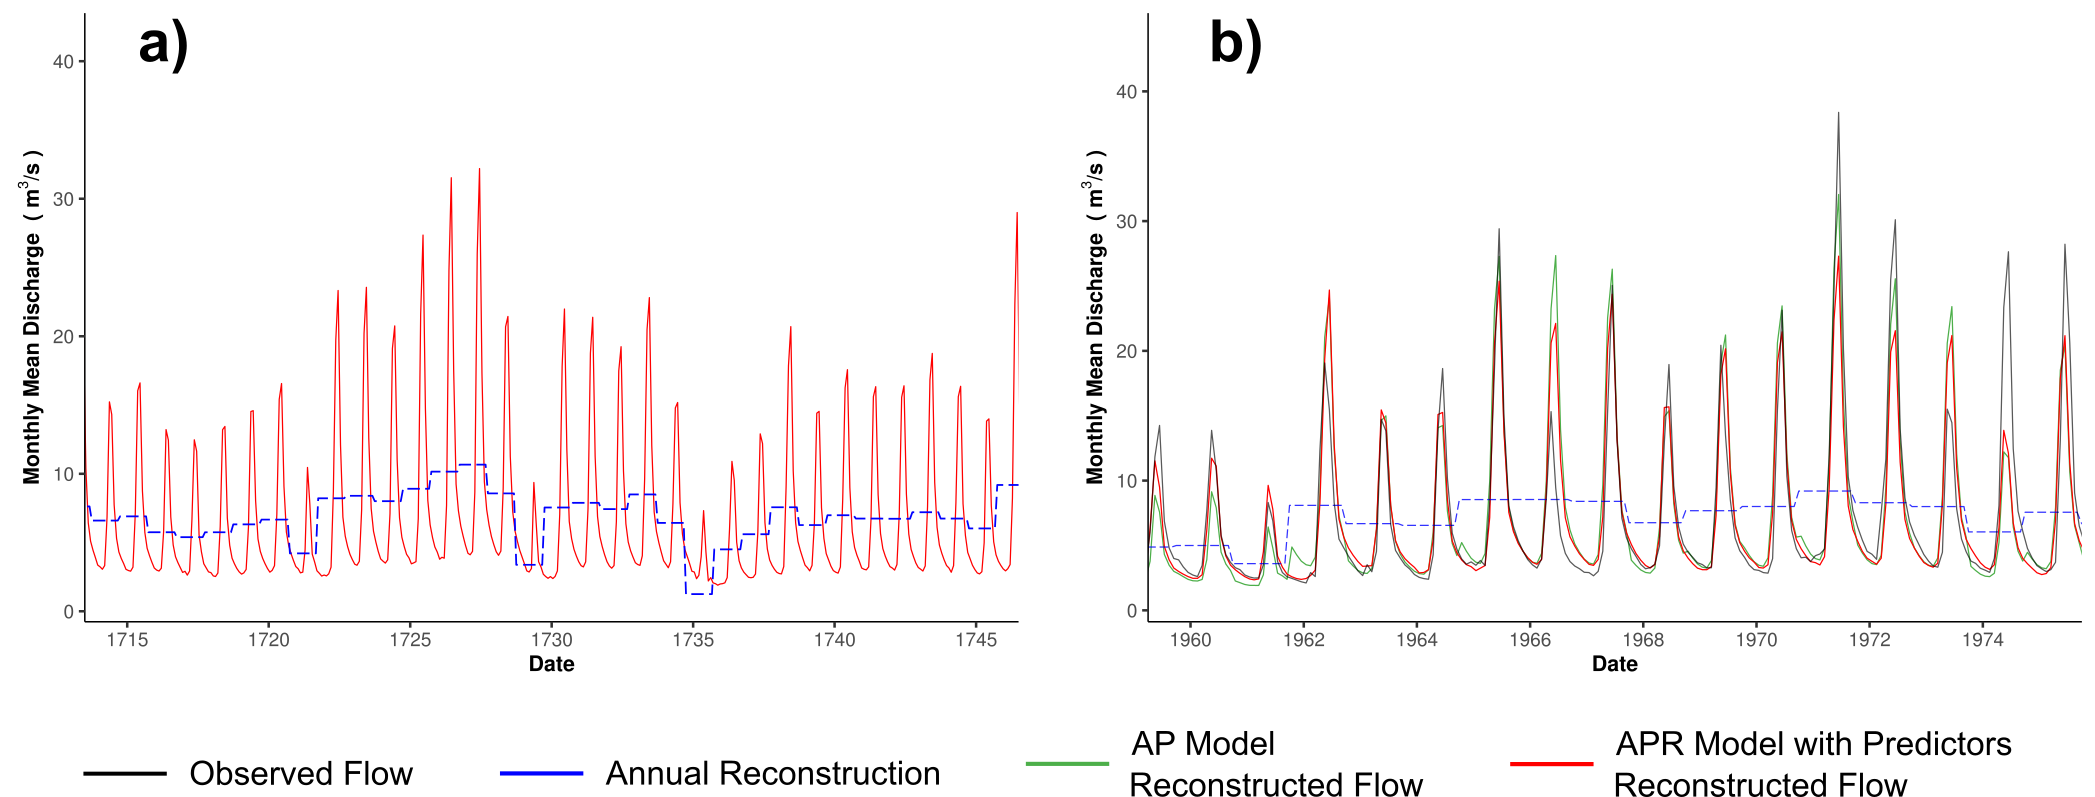 a)
40
30
20
10
0
Monthly Mean Discharge ( m³/s )
1715 1720 1725 1730 1735 1740 1745
Date
b)
40
30
20
10
0
Monthly Mean Discharge ( m³/s )
1960 1962 1964 1966 1968 1970 1972 1974
Date
Observed Flow
Annual Reconstruction
AP Model
Reconstructed Flow
APR Model with Predictors
Reconstructed Flow